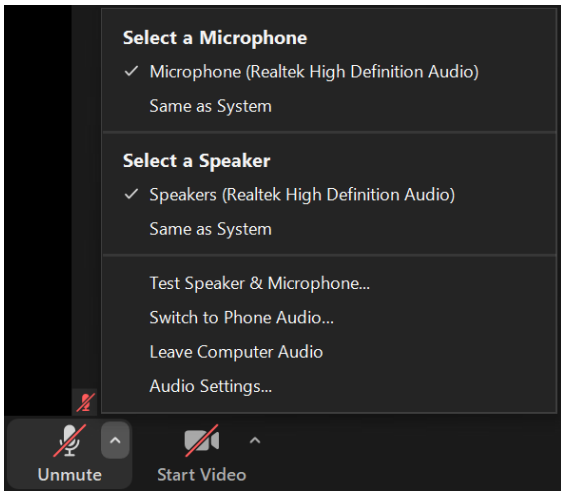 Select a Microphone
Microphone (Realtek High Definition Audio)
Same as System
Select a Speaker
Speakers (Realtek High Definition Audio)
Same as System
Test Speaker & Microphone...
Switch to Phone Audio...
Leave Computer Audio
Audio Settings...
Unmute
Start Video